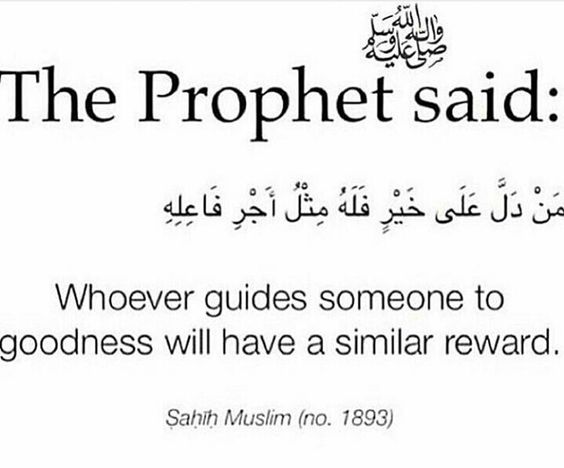 صلى الله عليه وسلم
The Prophet said:
مَنْ دَلَّ عَلَى خَيْرٍ فَلَهُ مِثْلُ أَجْرِ فَاعِلِهِ
Whoever guides someone to
goodness will have a similar reward.
Ṣaḥīḥ Muslim (no. 1893)